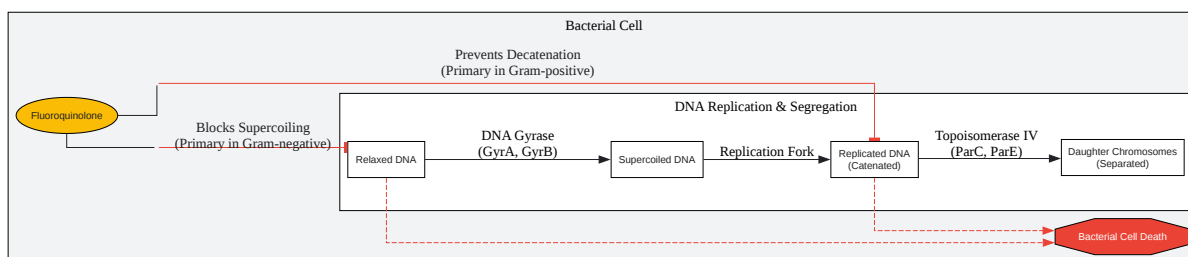 Bacterial Cell
Prevents Decatenation
(Primary in Gram-positive)
Fluoroquinolone
Blocks Supercoiling
(Primary in Gram-negative)
DNA Replication & Segregation
Relaxed DNA
DNA Gyrase
(GyrA, GyrB)
Supercoiled DNA
Replication Fork
Replicated DNA
(Catenated)
Topoisomerase IV
(ParC, ParE)
Daughter Chromosomes
(Separated)
Bacterial Cell Death